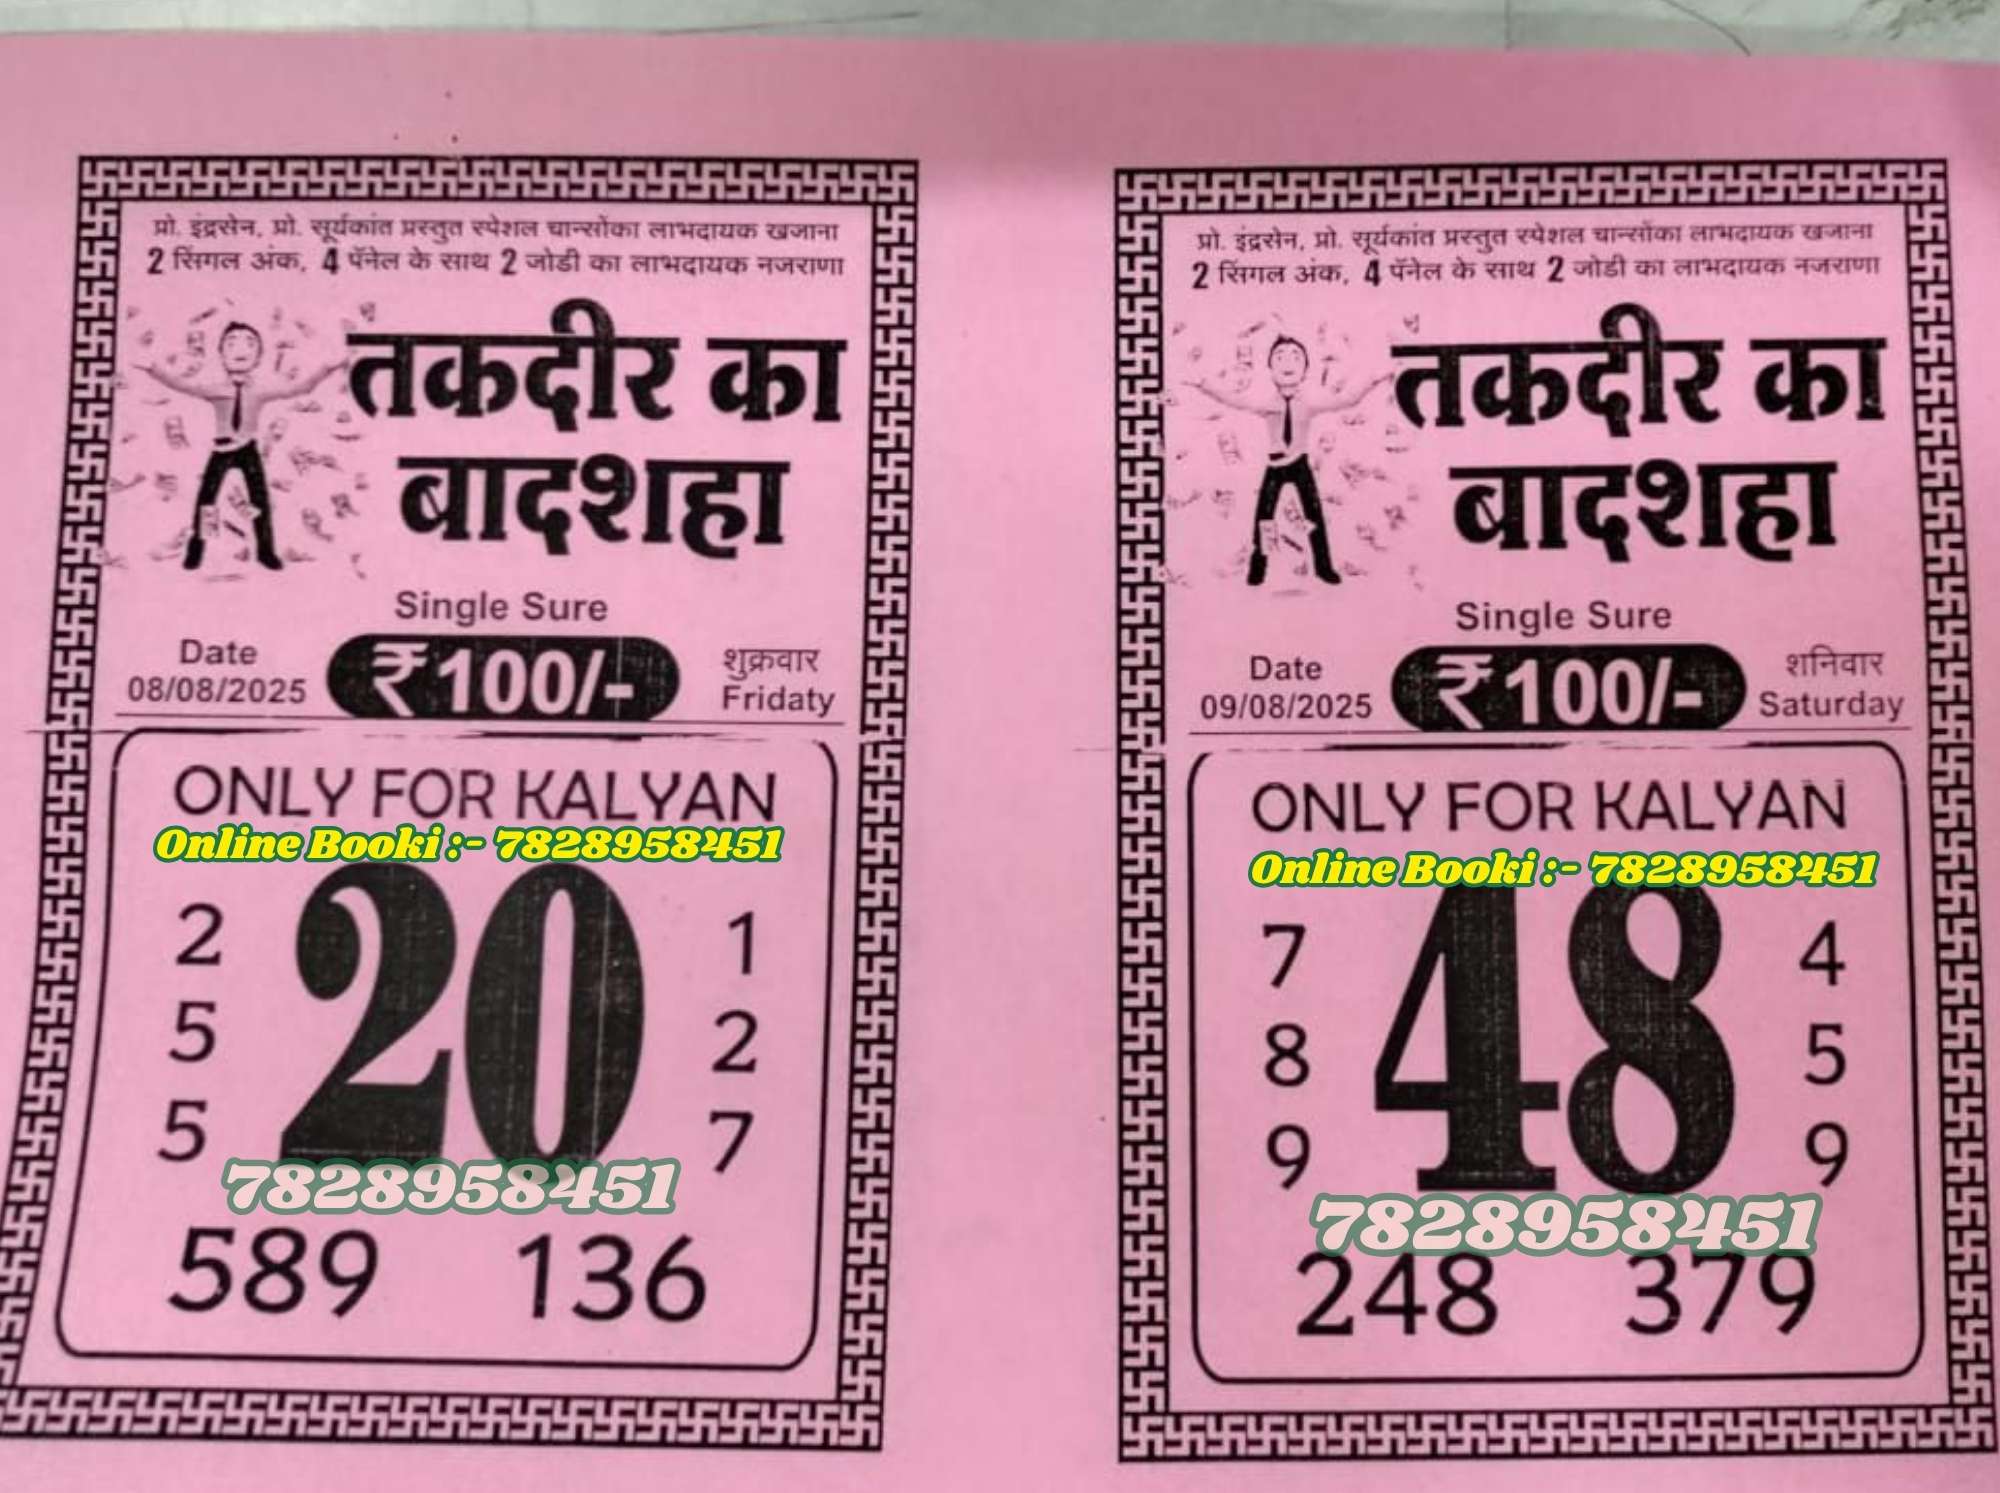 प्रो. इंद्रसेन, प्रो. सूर्यकांत प्रस्तुत स्पेशल चान्सोंका लाभदायक खजाना
2 सिंगल अंक, 4 पॅनेल के साथ 2 जोडी का लाभदायक नजराणा
तकदीर का
बादशहा
Single Sure
Date
08/08/2025
₹100/-
शुक्रवार
Fridaty
ONLY FOR KALYAN
Online Booki :- 7828958451
20
2
5
5
1
2
7
7828958451
589 136
प्रो. इंद्रसेन, प्रो. सूर्यकांत प्रस्तुत स्पेशल चान्सोंका लाभदायक खजाना
2 सिंगल अंक, 4 पॅनेल के साथ 2 जोडी का लाभदायक नजराणा
तकदीर का
बादशहा
Single Sure
Date
09/08/2025
₹100/-
शनिवार
Saturday
ONLY FOR KALYAN
Online Booki :- 7828958451
48
7
8
9
4
5
9
7828958451
248 379